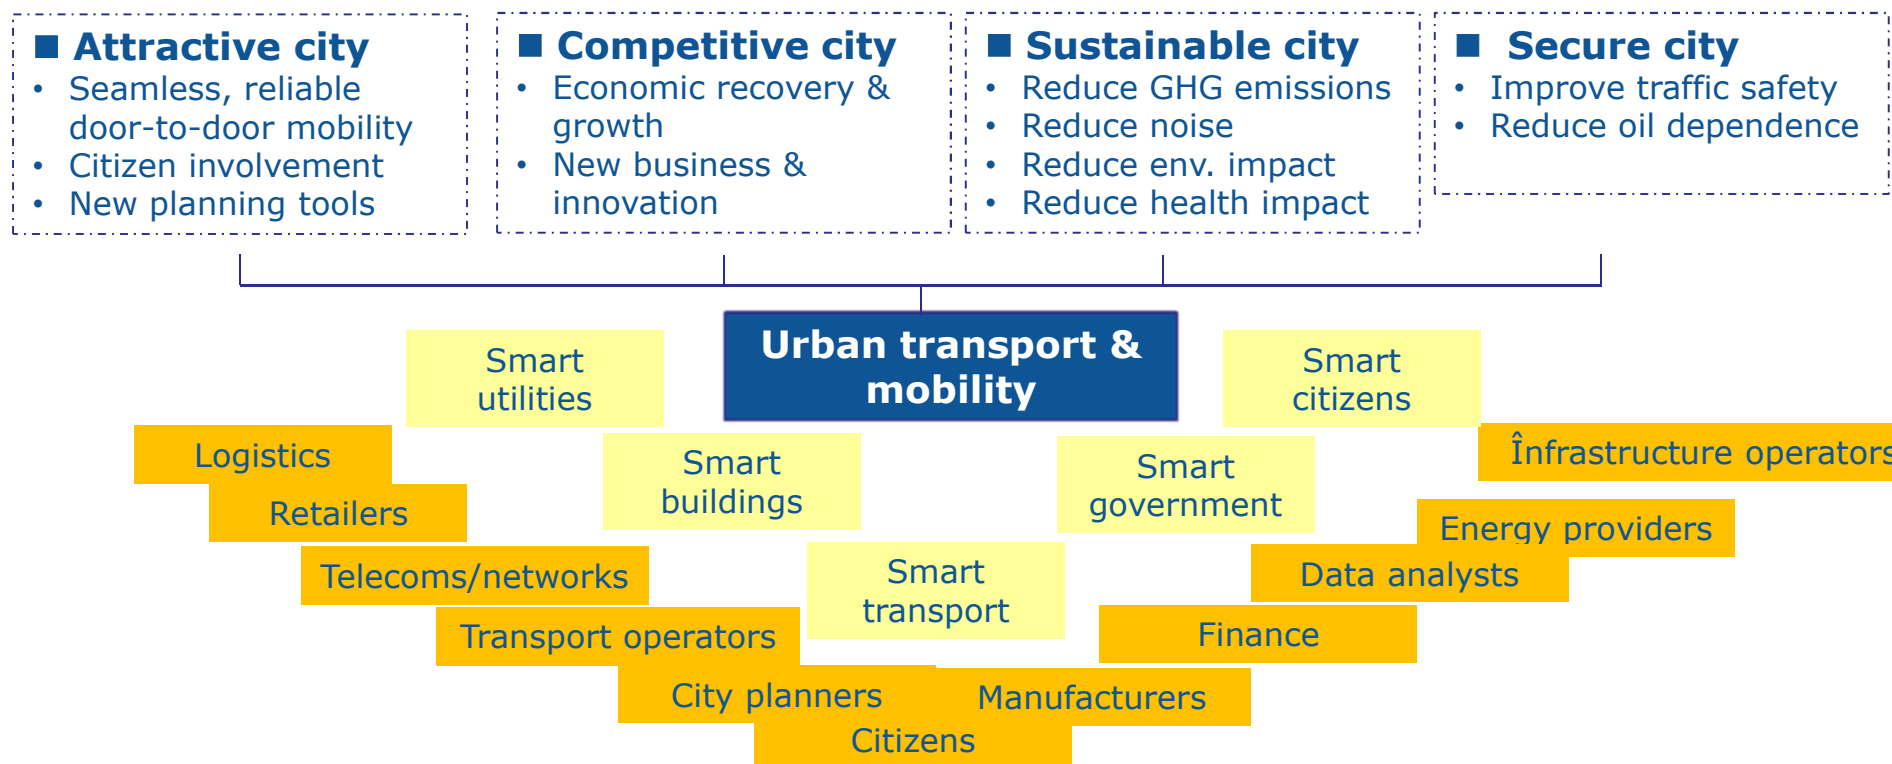 ■ Attractive city
• Seamless, reliable
door-to-door mobility
• Citizen involvement
• New planning tools
■ Competitive city
• Economic recovery &
growth
• New business &
innovation
■ Sustainable city
• Reduce GHG emissions
• Reduce noise
• Reduce env. impact
• Reduce health impact
■ Secure city
• Improve traffic safety
• Reduce oil dependence
Urban transport &
mobility
Smart
utilities
Smart
citizens
Smart
buildings
Smart
government
Smart
transport
Logistics
Retailers
Telecoms/networks
Transport operators
City planners
Citizens
Manufacturers
Finance
Data analysts
Energy providers
Înfrastructure operators